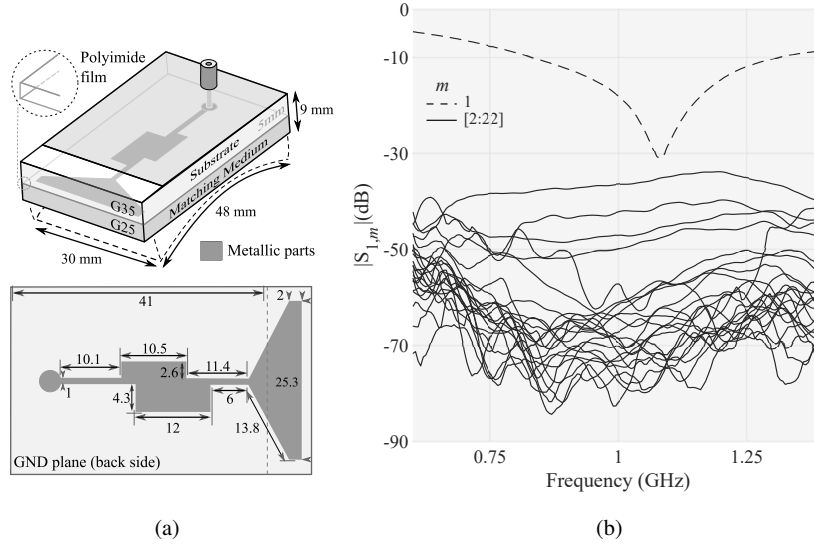 Polyimide
film
9 mm
5mm
Substrate
Matching Medium
G35
G25
48 mm
30 mm
Metallic parts
41
2
10.1
10.5
11.4
2.6
25.3
1
4.3
6
12
13.8
GND plane (back side)
(a)
0
-10
-30
-50
-70
-90
|S1,m|(dB)
m
1
[2:22]
0.75
1
1.25
Frequency (GHz)
(b)